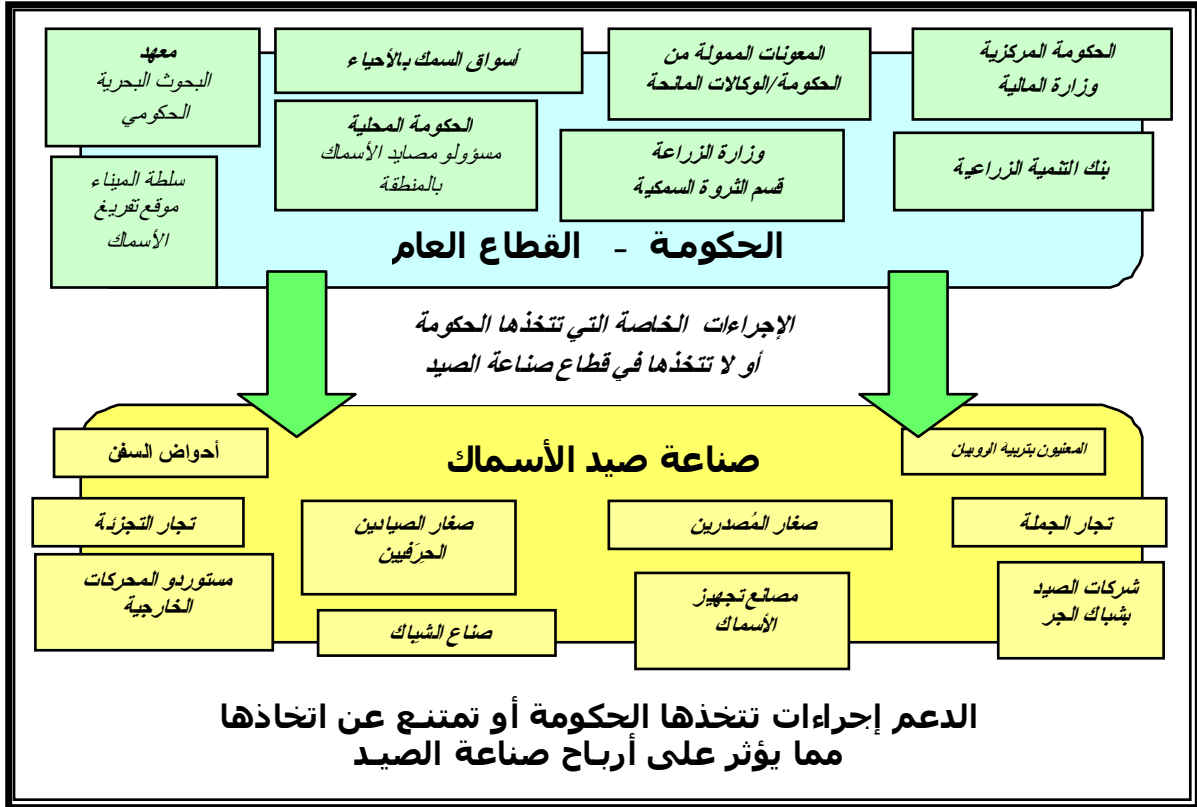 الحكومة المركزية
وزارة المالية
المعونات الممولة من
الحكومة/الوكالات المانحة
أسواق السمك بالأحياء
معهد
البحوث البحرية
الحكومي
بنك التنمية الزراعية
وزارة الزراعة
قسم الثروة السمكية
الحكومة المحلية
مسؤولو مصايد الأسماك
بالمنطقة
سلطة الميناء
موقع تفريغ
الأسماك
الحكومة - القطاع العام
الإجراءات الخاصة التي تتخذها الحكومة
أو لا تتخذها في قطاع صناعة الصيد
صناعة صيد الأسماك
المعنيون بتربية الروبيان
أحواض السفن
تجار الجملة
صغار المُصدرين
صغار الصيادين
الحِرَفيين
تجار التجزئة
شركات الصيد
بشباك الجر
مصانع تجهيز
الأسماك
صناع الشباك
مستوردو المحركات
الخارجية
الدعم إجراءات تتخذها الحكومة أو تمتنع عن اتخاذها
مما يؤثر على أرباح صناعة الصيد